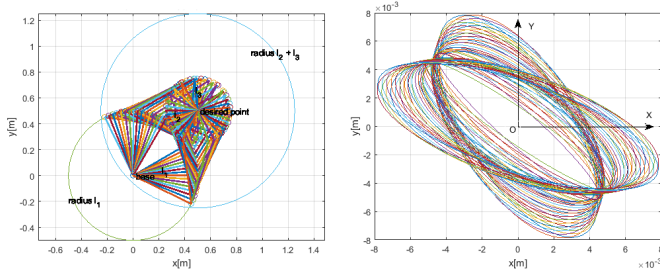 1.2
1
0.8
0.6
0.4
0.2
0
-0.2
-0.4
y[m]
radius l2 + l3
l3
desired point
l2
base
l1
radius l1
-0.6 -0.4 -0.2 0 0.2 0.4 0.6 0.8 1 1.2 1.4
x[m]
×10-3
8
6
4
2
0
-2
-4
-6
-8
y[m]
Y
X
O
-8 -4 -2 0 2 4 6 8
x[m]
×10-3